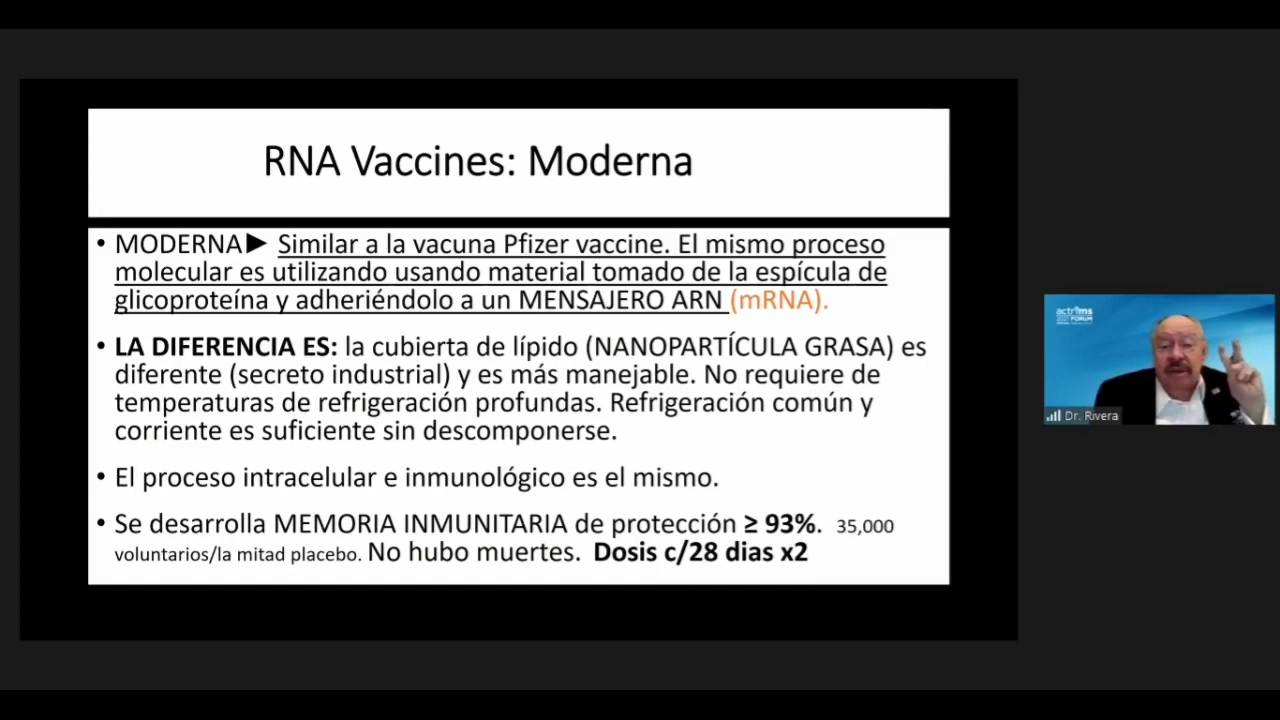 RNA Vaccines: Moderna
• MODERNA► Similar a la vacuna Pfizer vaccine. El mismo proceso
molecular es utilizando usando material tomado de la espícula de
glicoproteína y adheriéndolo a un MENSAJERO ARN (mRNA).
• LA DIFERENCIA ES: la cubierta de lípido (NANOPARTÍCULA GRASA) es
diferente (secreto industrial) y es más manejable. No requiere de
temperaturas de refrigeración profundas. Refrigeración común y
corriente es suficiente sin descomponerse.
• El proceso intracelular e inmunológico es el mismo.
• Se desarrolla MEMORIA INMUNITARIA de protección ≥ 93%. 35,000
voluntarios/la mitad placebo. No hubo muertes. Dosis c/28 dias x2
actrims
2021 FORUM
Dr. Rivera